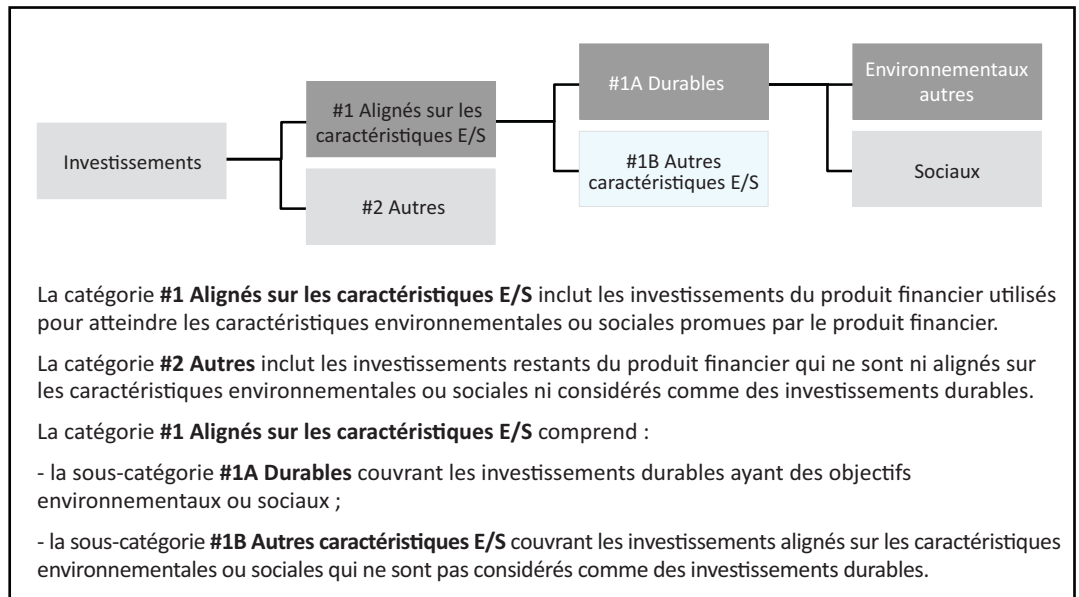 Investissements
#1 Alignés sur les
caractéristiques E/S
#2 Autres
#1A Durables
#1B Autres
caractéristiques E/S
Environnementaux
autres
Sociaux
La catégorie #1 Alignés sur les caractéristiques E/S inclut les investissements du produit financier utilisés
pour atteindre les caractéristiques environnementales ou sociales promues par le produit financier.
La catégorie #2 Autres inclut les investissements restants du produit financier qui ne sont ni alignés sur
les caractéristiques environnementales ou sociales ni considérés comme des investissements durables.
La catégorie #1 Alignés sur les caractéristiques E/S comprend :
- la sous-catégorie #1A Durables couvrant les investissements durables ayant des objectifs
environnementaux ou sociaux ;
- la sous-catégorie #1B Autres caractéristiques E/S couvrant les investissements alignés sur les caractéristiques
environnementales ou sociales qui ne sont pas considérés comme des investissements durables.